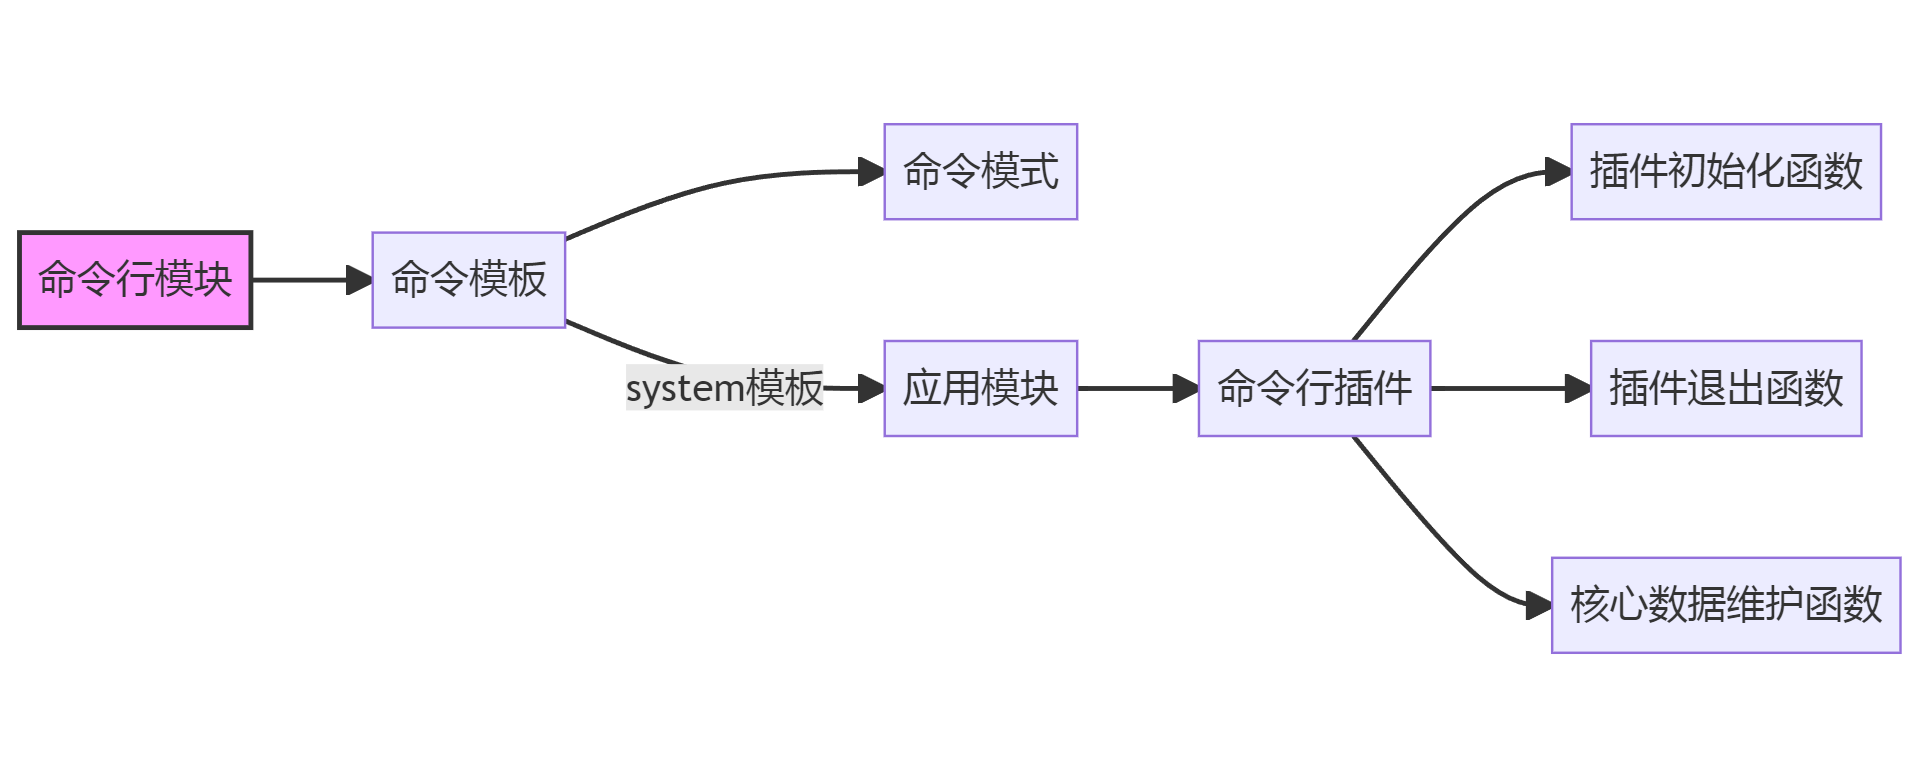 命令行模块
命令模板
命令模式
system模板
应用模块
命令行插件
插件初始化函数
插件退出函数
核心数据维护函数